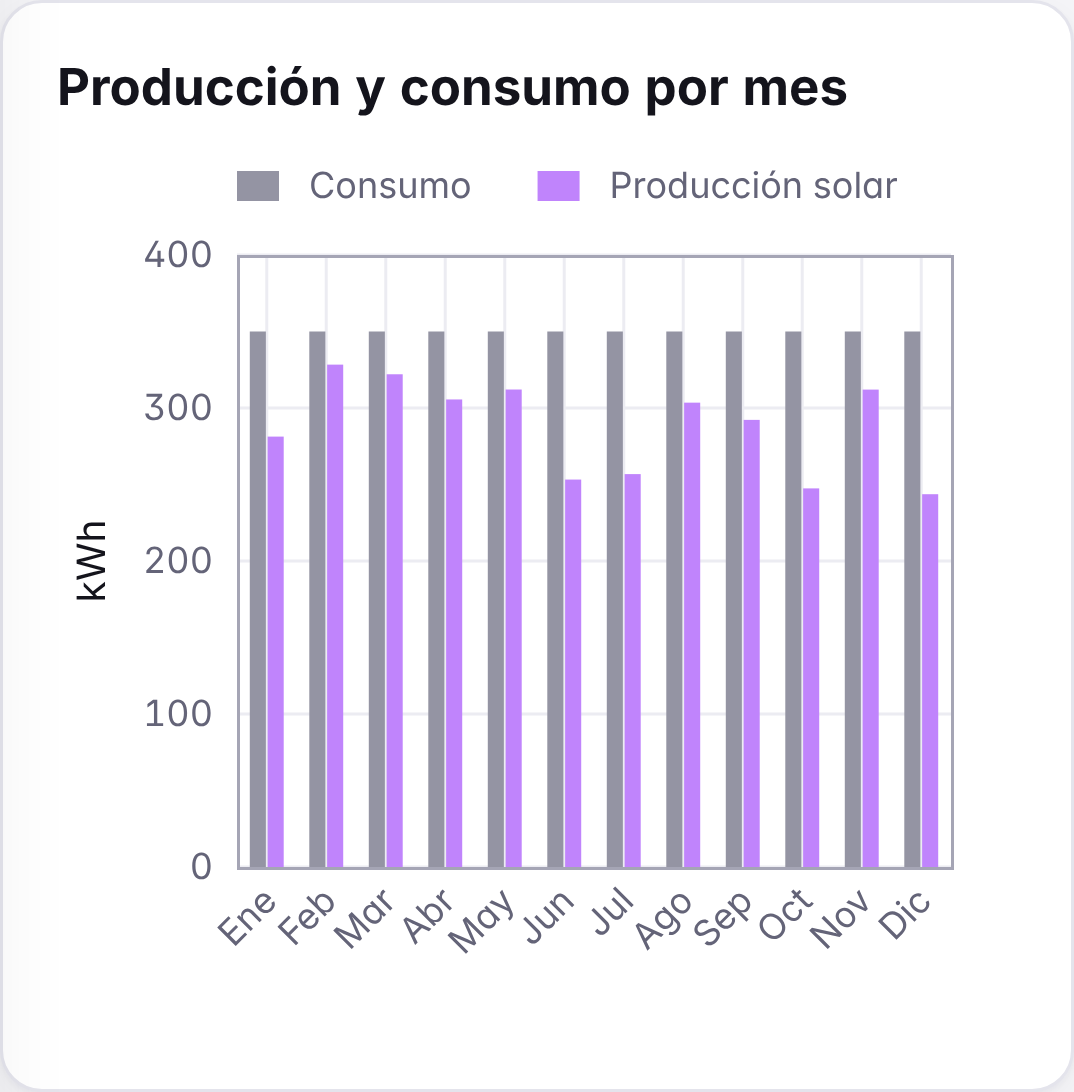 Producción y consumo por mes
Consumo Producción solar
400
300
200
100
0
kWh
Ene Feb Mar Abr May Jun Jul Ago Sep Oct Nov Dic